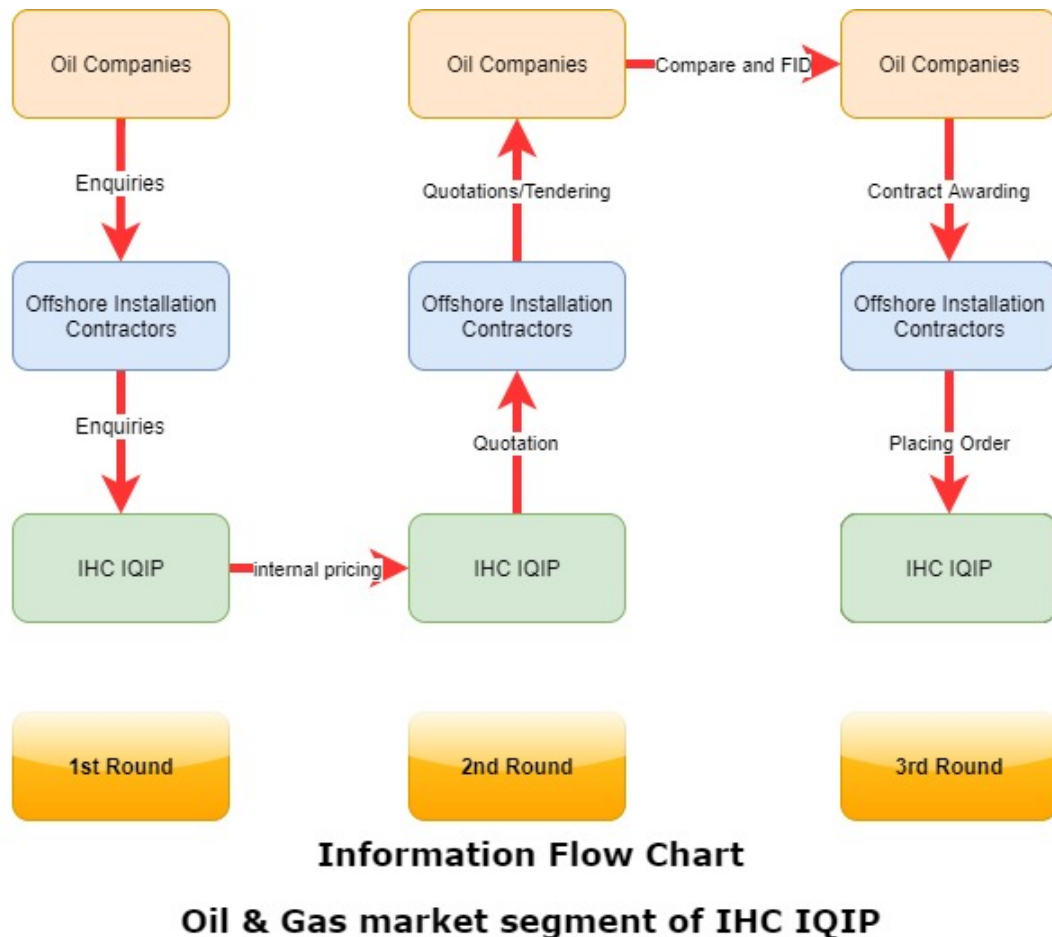 Oil Companies
Oil Companies
Compare and FID
Oil Companies
Enquiries
Quotations/Tendering
Contract Awarding
Offshore Installation
Contractors
Offshore Installation
Contractors
Offshore Installation
Contractors
Enquiries
Quotation
Placing Order
IHC IQIP
internal pricing
IHC IQIP
IHC IQIP
1st Round
2nd Round
3rd Round
Information Flow Chart
Oil & Gas market segment of IHC IQIP